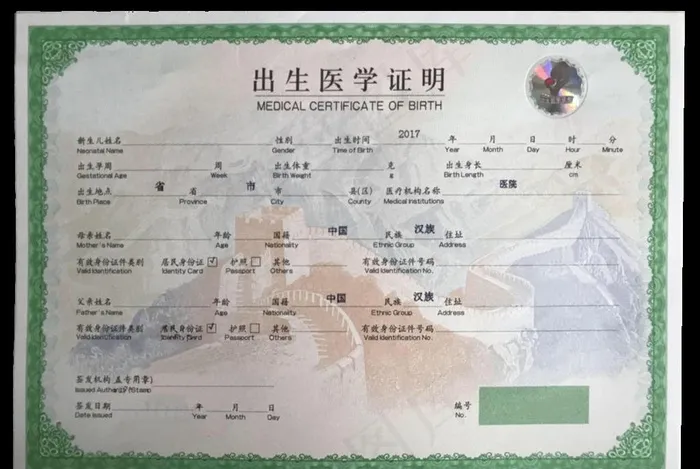 出生医学证明
MEDICAL CERTIFICATE OF BIRTH
新生儿姓名 性别 出生时间 2017 年 月 日 时 分
Neonatal Name Gender Time of Birth Year Month Day Hour Minute
出生孕周 周 出生体重 克 出生身长 厘米
Gestational Age Week Birth Weight g Birth Length cm
出生地点 省 省 市 市 县(区) 医疗机构名称 医院
Birth Place Province City County Medical Institutions
母亲姓名 年龄 国籍 中国 民族 汉族 住址
Mother's Name Age Nationality Ethnic Group Address
有效身份证件类别 居民身份证 ☑ 护照 □ 其他 有效身份证件号码
Valid Identification Identity Card Passport Others Valid Identification No.
父亲姓名 年龄 国籍 中国 民族 汉族 住址
Father's Name Age Nationality Ethnic Group Address
有效身份证件类别 居民身份证 ☑ 护照 □ 其他 有效身份证件号码
Valid Identification Identity Card Passport Others Valid Identification No.
签发机构 盖专用章)
Issued Authority Stamp
签发日期 年 月 日 编号
Date Issued Year Month Day No.